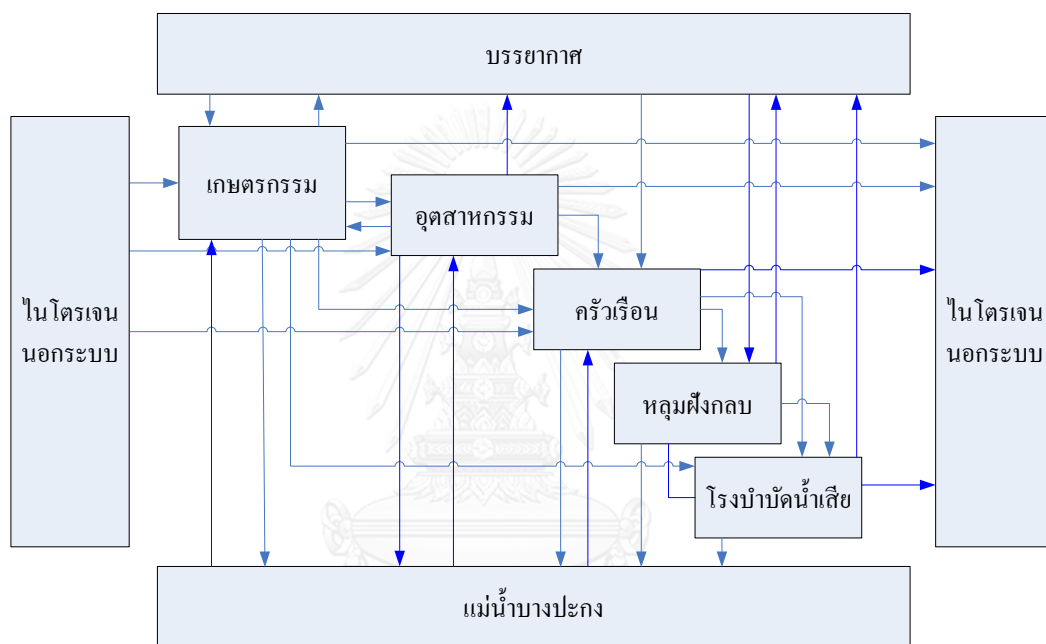 บรรยากาศ
เกษตรกรรม
อุตสาหกรรม
ไนโตรเจน
นอกระบบ
ครัวเรือน
ไนโตรเจน
นอกระบบ
หลุมฝังกลบ
โรงบำบัดน้ำเสีย
แม่น้ำบางปะกง